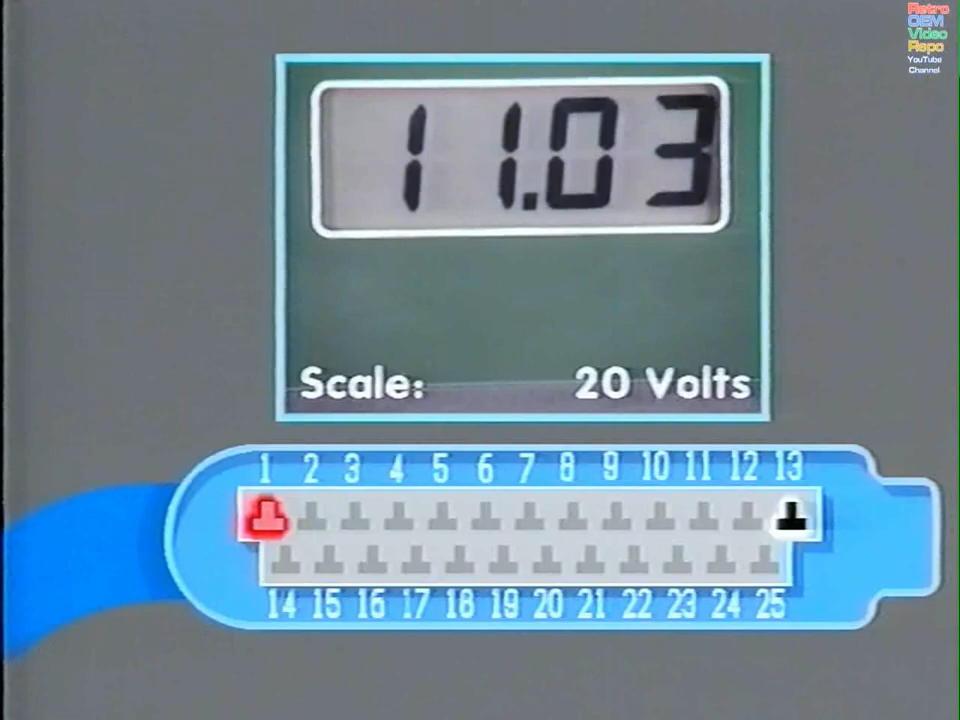 Retro
OEM
Video
Repo
YouTube
Channel
11.03
Scale: 20 Volts
1 2 3 4 5 6 7 8 9 10 11 12 13
14 15 16 17 18 19 20 21 22 23 24 25